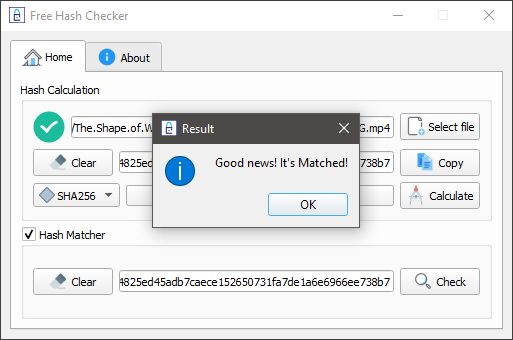 Free Hash Checker
Home
About
Hash Calculation
/The.Shape.of.W
G.mp4
Select file
Result
Good news! It's Matched!
OK
Clear
4825ed
738b7
Copy
SHA256
Calculate
Hash Matcher
Clear
4825ed45adb7caece152650731fa7de1a6e6966ee738b7
Check